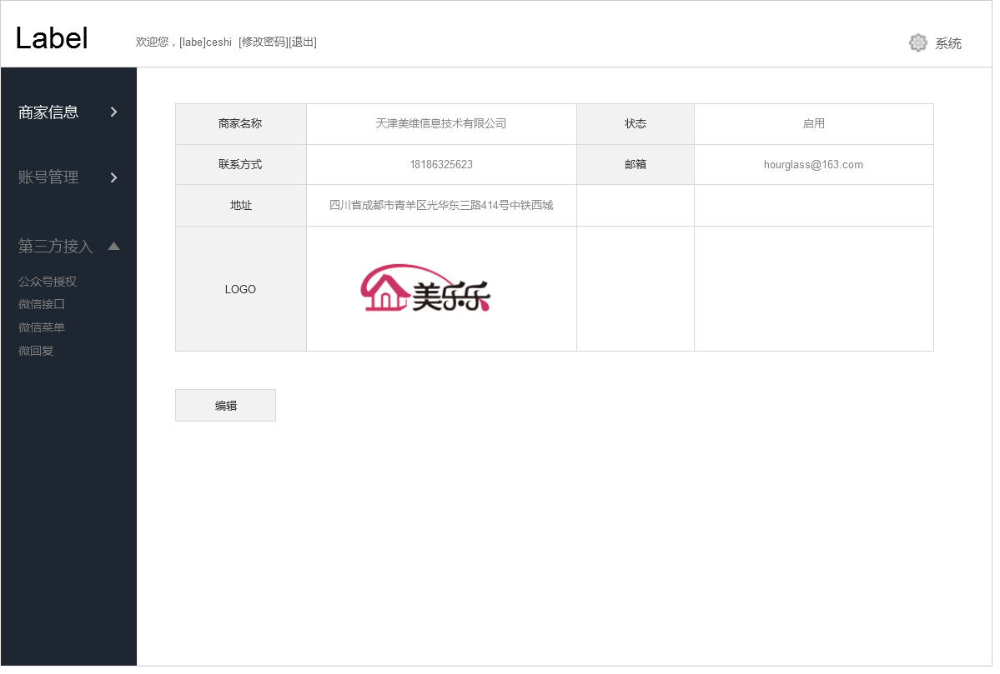 Label
欢迎您，[labe]ceshi [修改密码][退出]
系统
商家信息
账号管理
第三方接入
公众号授权
微信接口
微信菜单
微回复
商家名称 天津美维信息技术有限公司 状态 启用
联系方式 18186325623 邮箱 hourglass@163.com
地址 四川省成都市青羊区光华东三路414号中铁西城
LOGO 美乐乐
编辑